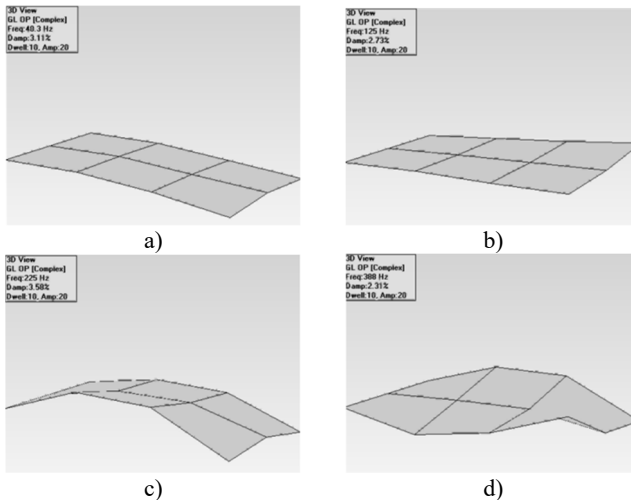 3D View
GL OP [Complex]
Freq:40.3 Hz
Damp:3.11%
Dwell:10, Amp:20
3D View
GL OP [Complex]
Freq:125 Hz
Damp:2.73%
Dwell:10, Amp:20
a)
b)
3D View
GL OP [Complex]
Freq:225 Hz
Damp:3.58%
Dwell:10, Amp:20
3D View
GL OP [Complex]
Freq:388 Hz
Damp:2.31%
Dwell:10, Amp:20
c)
d)